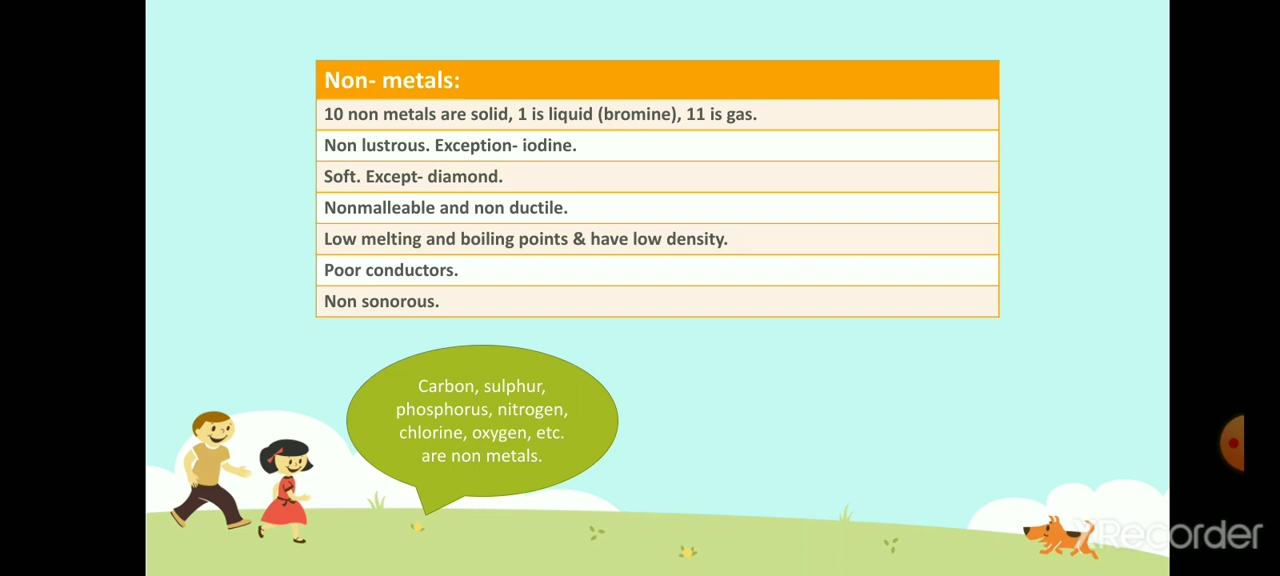 Non- metals:
10 non metals are solid, 1 is liquid (bromine), 11 is gas.
Non lustrous. Exception- iodine.
Soft. Except- diamond.
Nonmalleable and non ductile.
Low melting and boiling points & have low density.
Poor conductors.
Non sonorous.
Carbon, sulphur,
phosphorus, nitrogen,
chlorine, oxygen, etc.
are non metals.
XRecorder